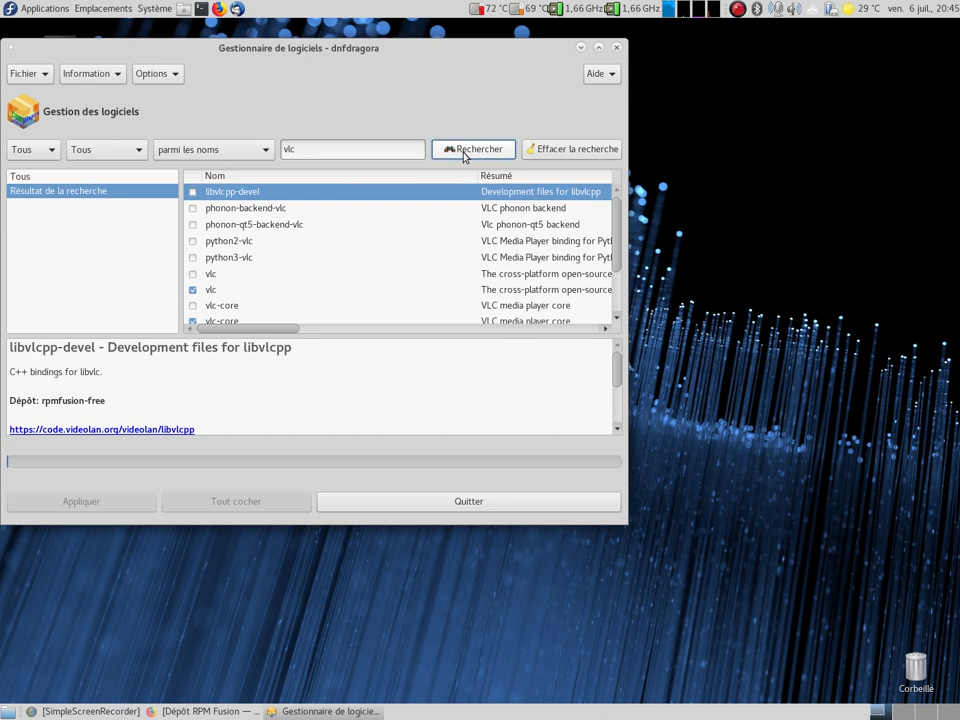 Applications Emplacements Système 72 °C 69 °C 1,66 GHz 1,66 GHz 29 °C ven. 6 juil., 20:45
Gestionnaire de logiciels - dnfdragora
Fichier Information Options Aide
Gestion des logiciels
Tous Tous parmi les noms vlc Rechercher Effacer la recherche
Tous
Résultat de la recherche
Nom Résumé
libvlcpp-devel Development files for libvlcpp
phonon-backend-vlc VLC phonon backend
phonon-qt5-backend-vlc Vlc phonon qt5 backend
python2-vlc VLC Media Player binding for Pyt
python3-vlc VLC Media Player binding for Pyt
vlc The cross-platform open-source
vlc The cross-platform open-source
vlc-core VLC media player core
vlc-core VLC media player core
libvlcpp-devel - Development files for libvlcpp
C++ bindings for libvlc.
Dépôt: rpmfusion-free
https://code.videolan.org/videolan/libvlcpp
Appliquer Tout cocher Quitter
Corbeille
[SimpleScreenRecorder] [Dépôt RPM Fusion — ... Gestionnaire de logicie...